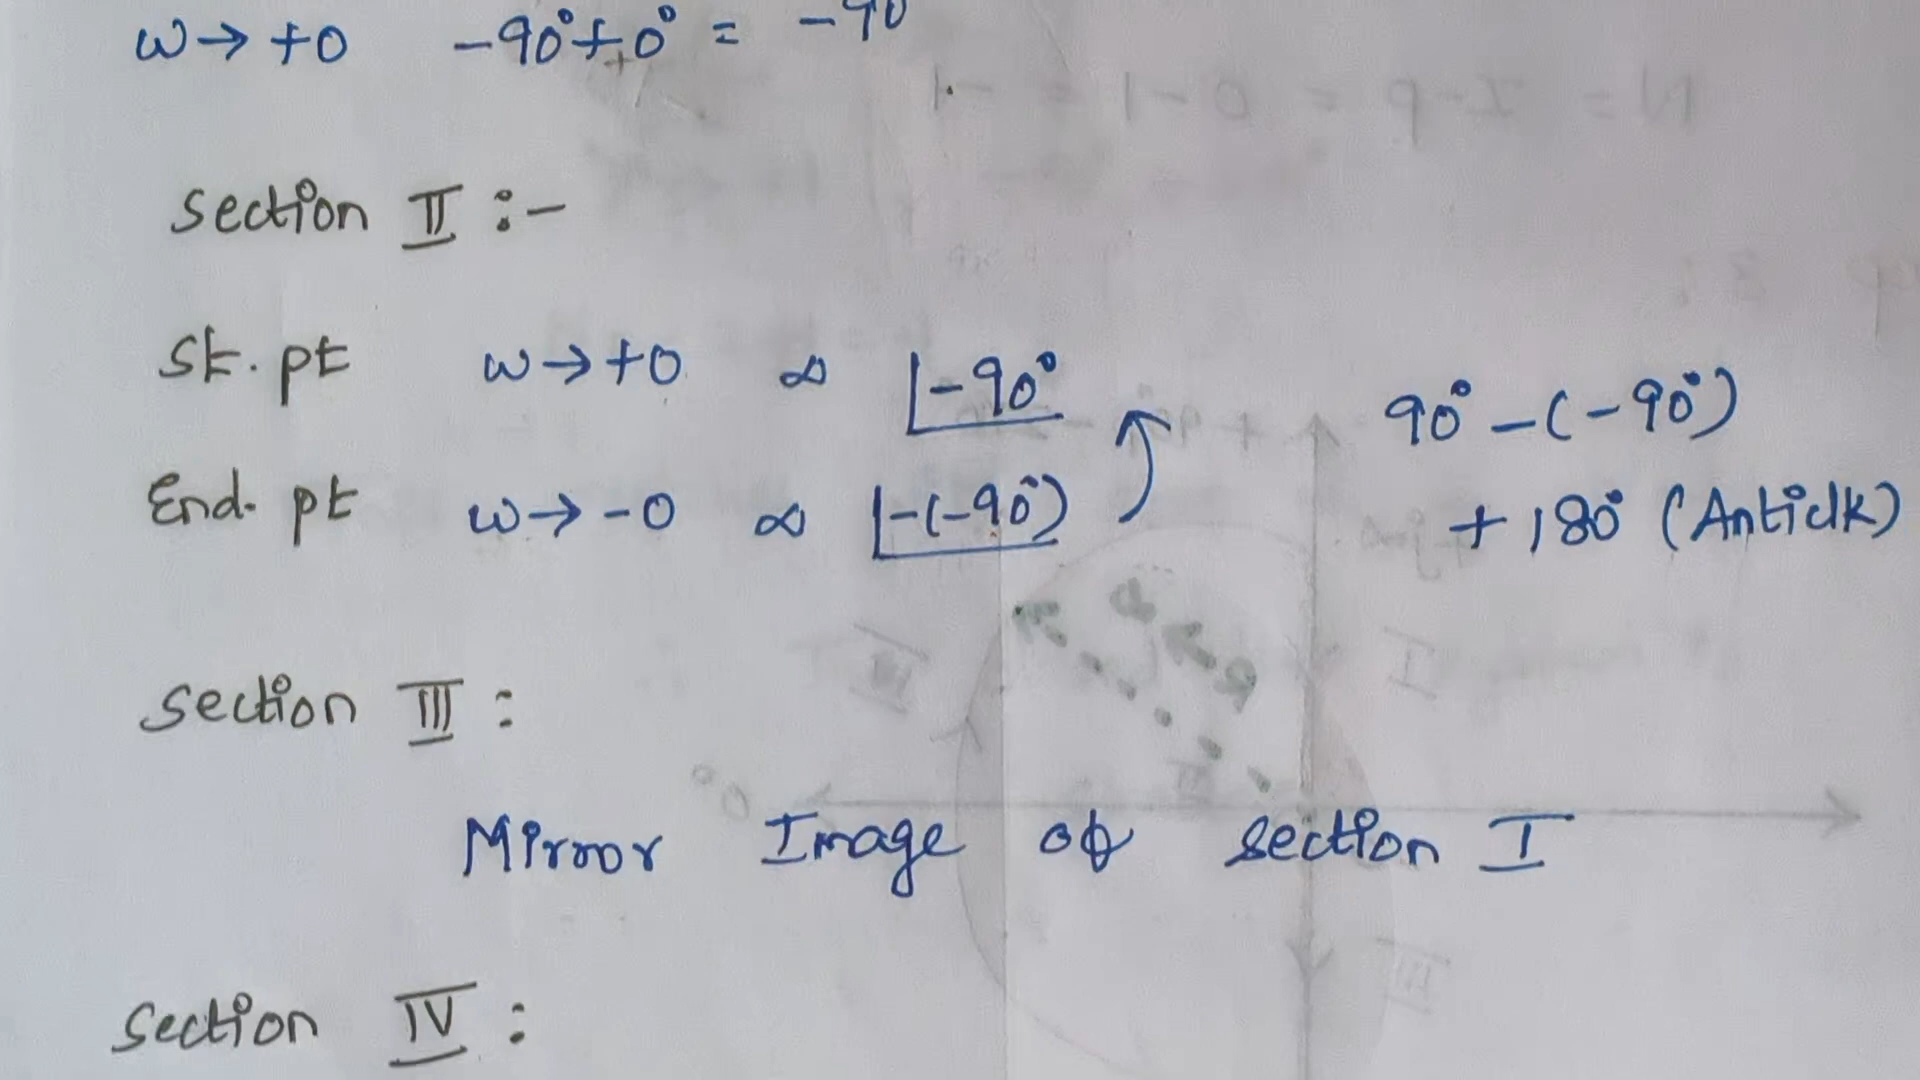 ω → +0 -90° + 0° = -90
Section II :-
St. pt ω → +0 ∞ ∠-90°
90° - (-90°)
End. pt ω → -0 ∞ ∠-(-90°)
+ 180° (Anticlk)
Section III :
Mirror Image of section I
Section IV :